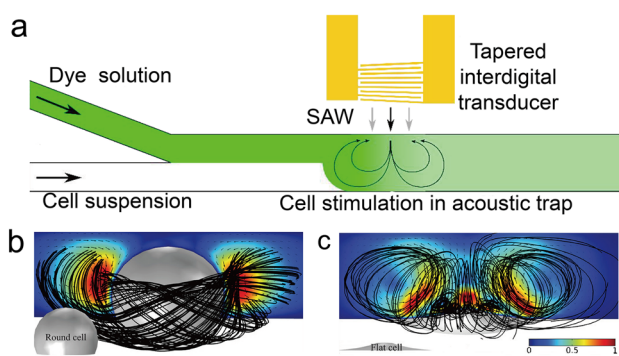 a
Dye solution
Tapered
interdigital
transducer
SAW
Cell suspension
Cell stimulation in acoustic trap
b
c
Round cell
Flat cell
0
0.5
1